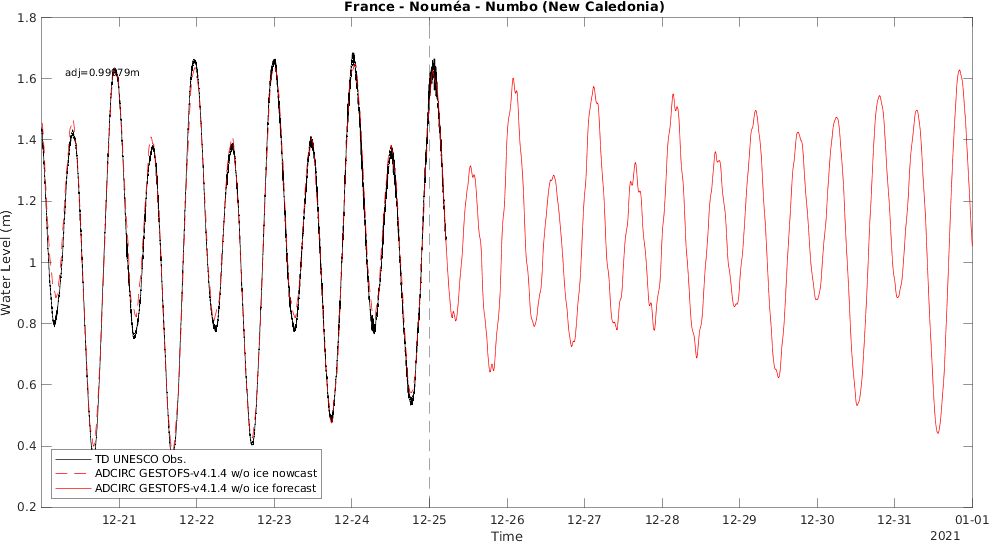 France - Nouméa - Numbo (New Caledonia)
1.8
1.6
1.4
1.2
1
0.8
0.6
0.4
0.2
Water Level (m)
TD UNESCO Obs.
ADCIRC GESTOFS-v4.1.4 w/o ice nowcast
ADCIRC GESTOFS-v4.1.4 w/o ice forecast
12-21 12-22 12-23 12-24 12-25 12-26 12-27 12-28 12-29 12-30 12-31 01-01
Time 2021